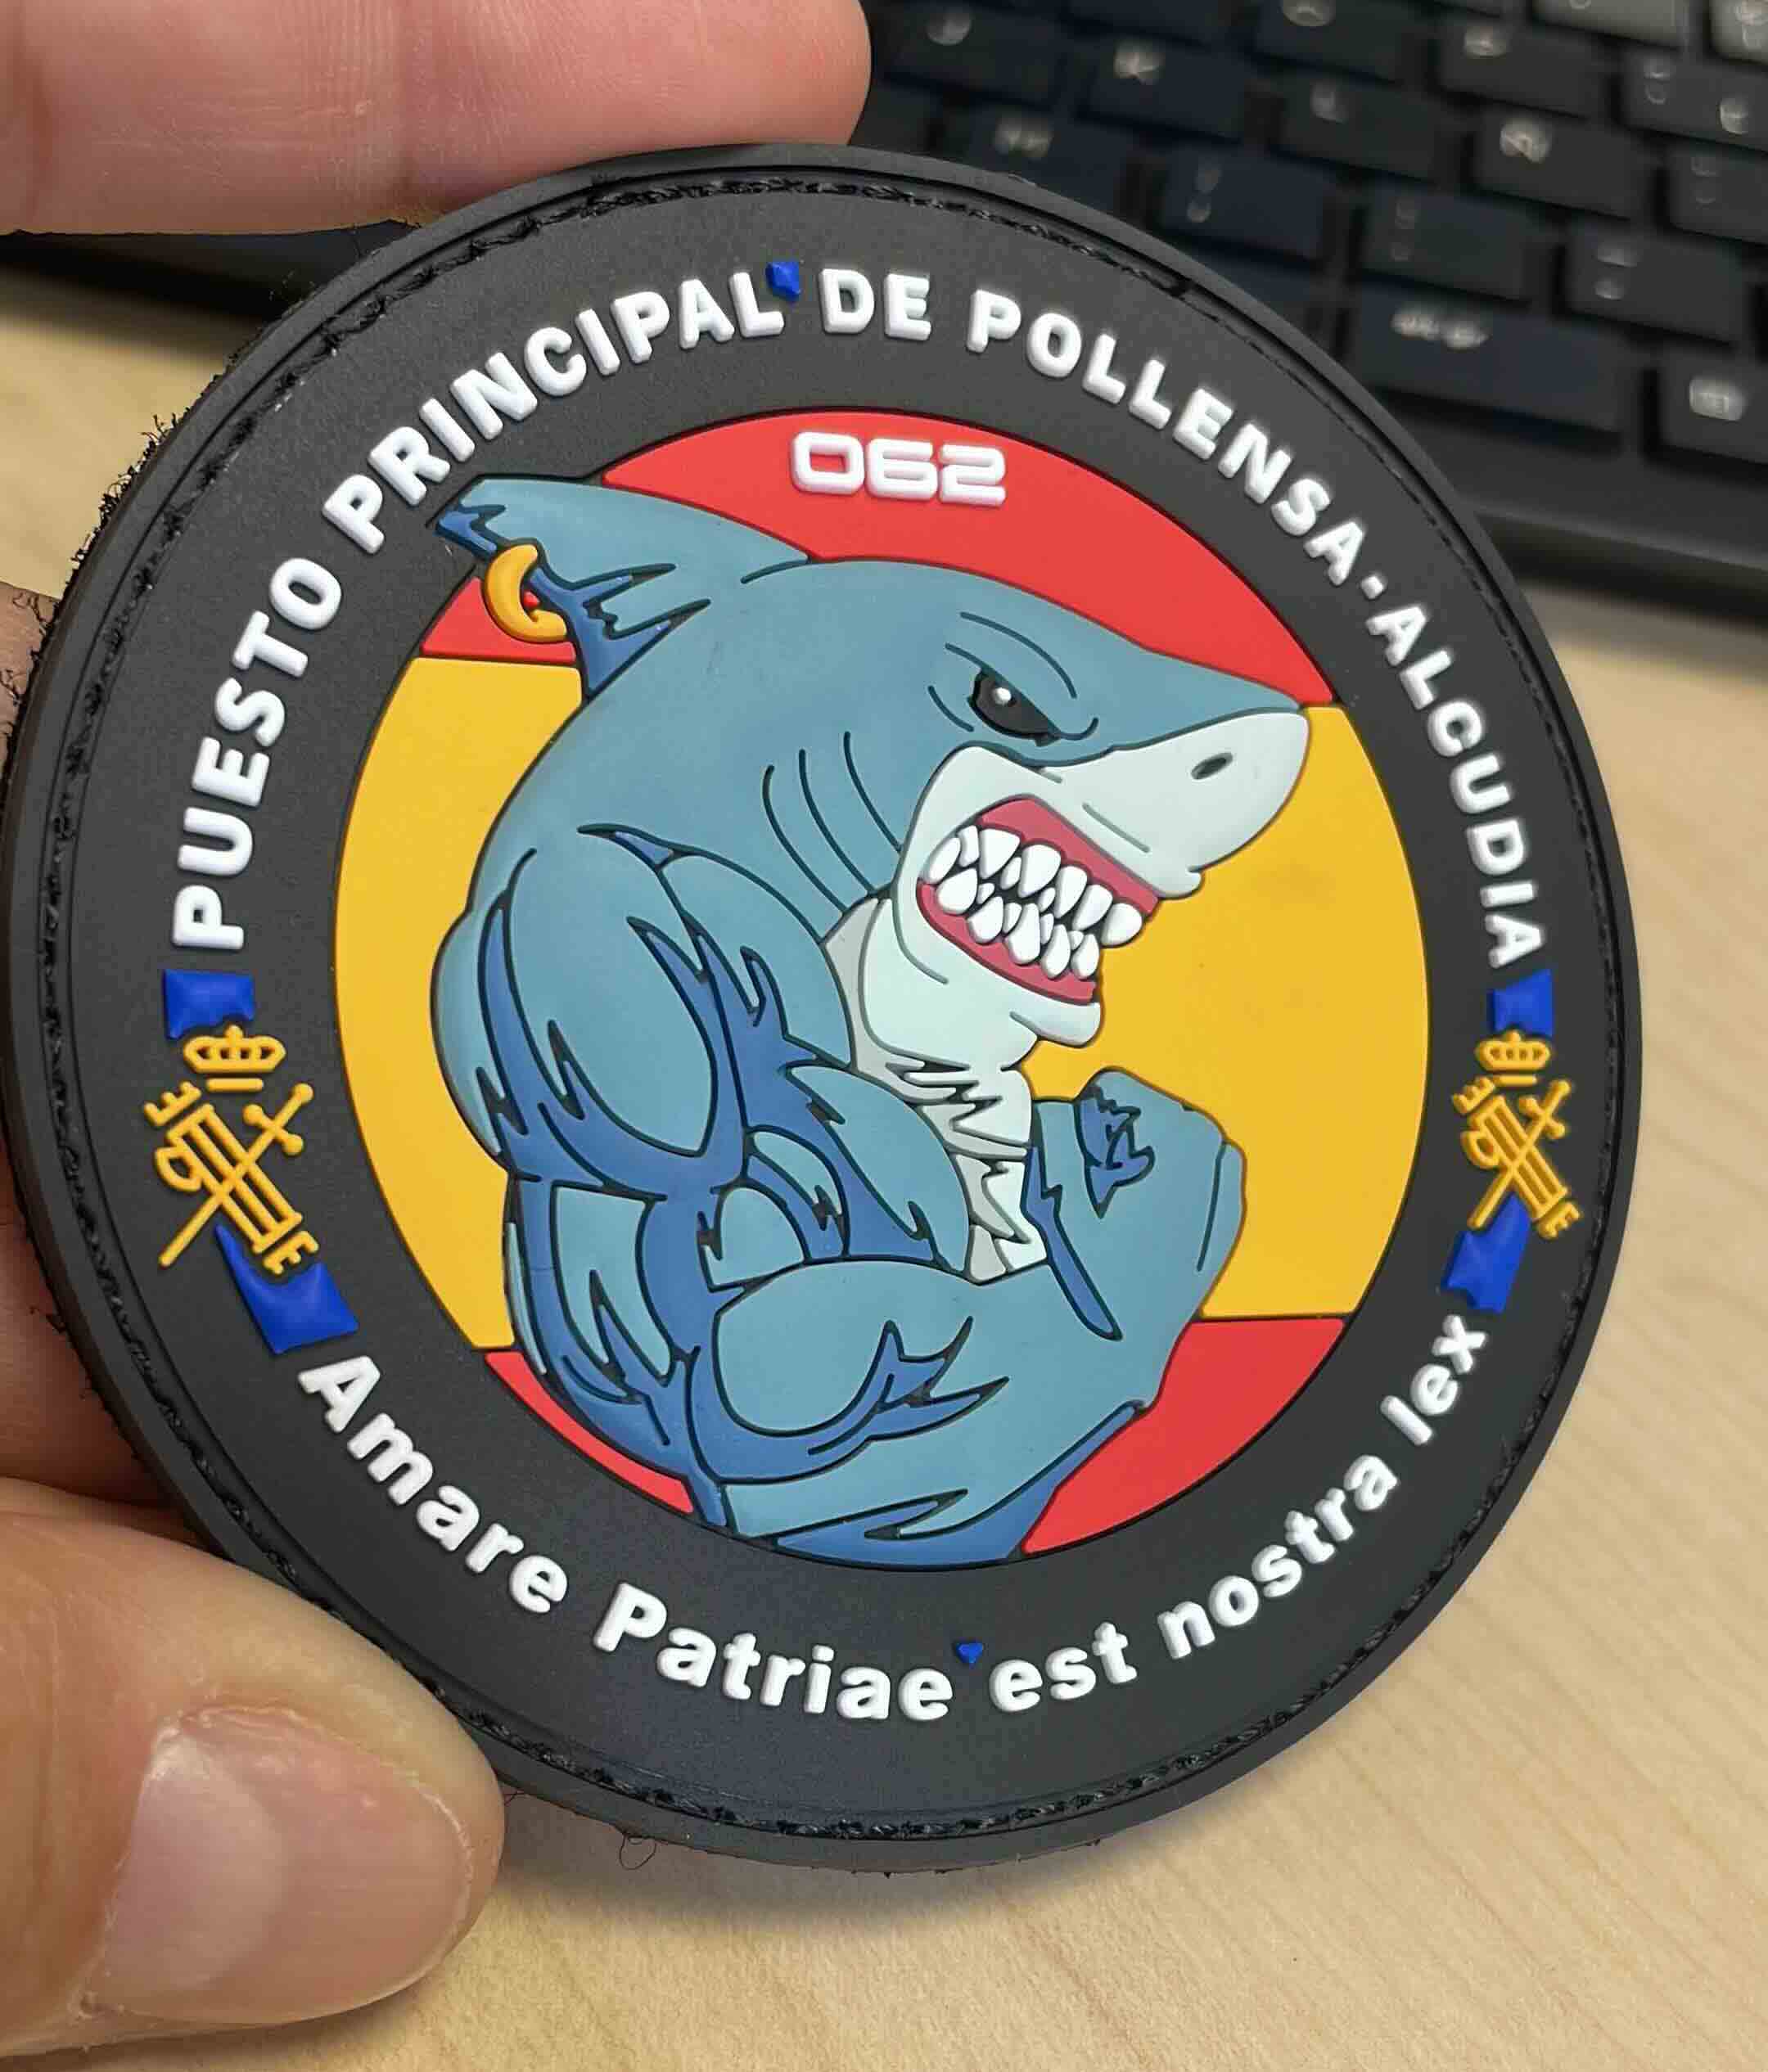 PUESTO PRINCIPAL DE POLLENSA·ALCUDIA
062
Amare Patriae est nostra lex